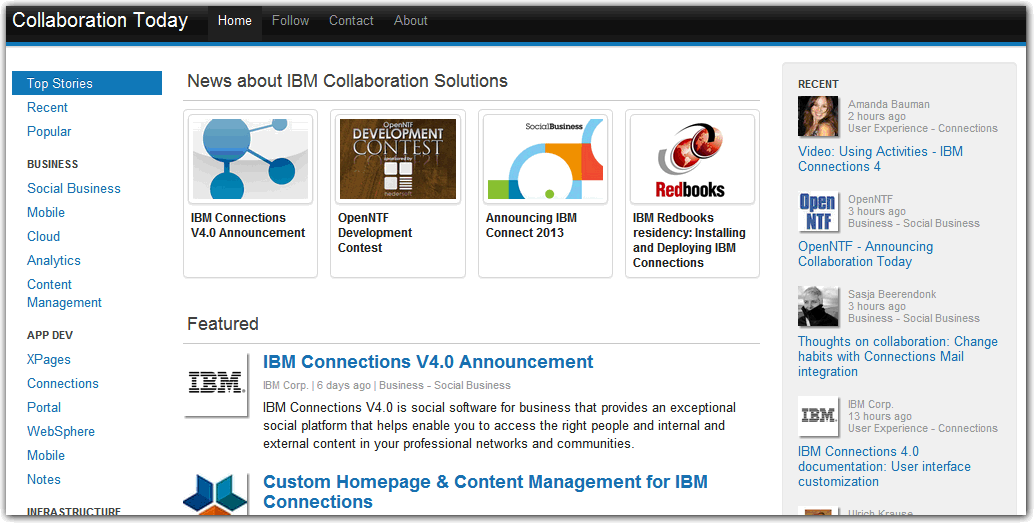 Collaboration Today
Home
Follow
Contact
About
Top Stories
Recent
Popular
BUSINESS
Social Business
Mobile
Cloud
Analytics
Content
Management
APP DEV
XPages
Connections
Portal
WebSphere
Mobile
Notes
INFRASTRUCTURE
News about IBM Collaboration Solutions
IBM Connections
V4.0 Announcement
OpenNTF
DEVELOPMENT
CONTEST
sponsored by
OpenNTF
Development
Contest
SocialBusiness
Announcing IBM
Connect 2013
Redbooks
IBM Redbooks
residency: Installing
and Deploying IBM
Connections
Featured
IBM.
IBM Connections V4.0 Announcement
IBM Corp. | 6 days ago | Business - Social Business
IBM Connections V4.0 is social software for business that provides an exceptional
social platform that helps enable you to access the right people and internal and
external content in your professional networks and communities.
Custom Homepage & Content Management for IBM
Connections
RECENT
Amanda Bauman
2 hours ago
User Experience - Connections
Video: Using Activities - IBM
Connections 4
Open
NTF
OpenNTF
3 hours ago
Business - Social Business
OpenNTF - Announcing
Collaboration Today
Sasja Beerendonk
3 hours ago
Business - Social Business
Thoughts on collaboration: Change
habits with Connections Mail
integration
IBM.
IBM Corp.
13 hours ago
User Experience - Connections
IBM Connections 4.0
documentation: User interface
customization
Ulrich Krause